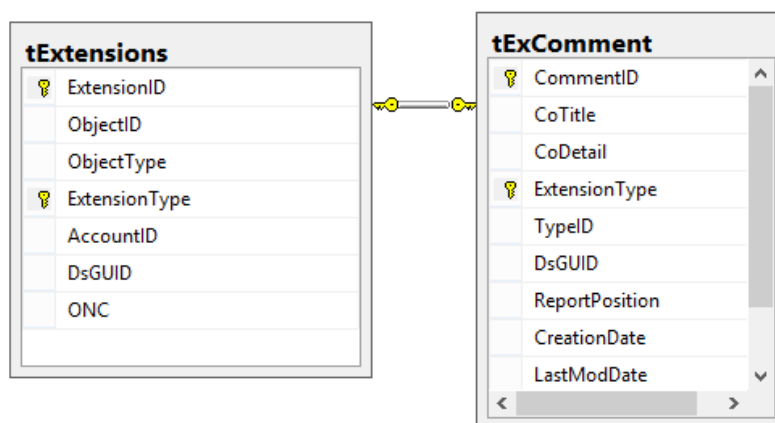 tExtensions
ExtensionID
ObjectID
ObjectType
ExtensionType
AccountID
DsGUID
ONC
tExComment
CommentID
CoTitle
CoDetail
ExtensionType
TypeID
DsGUID
ReportPosition
CreationDate
LastModDate